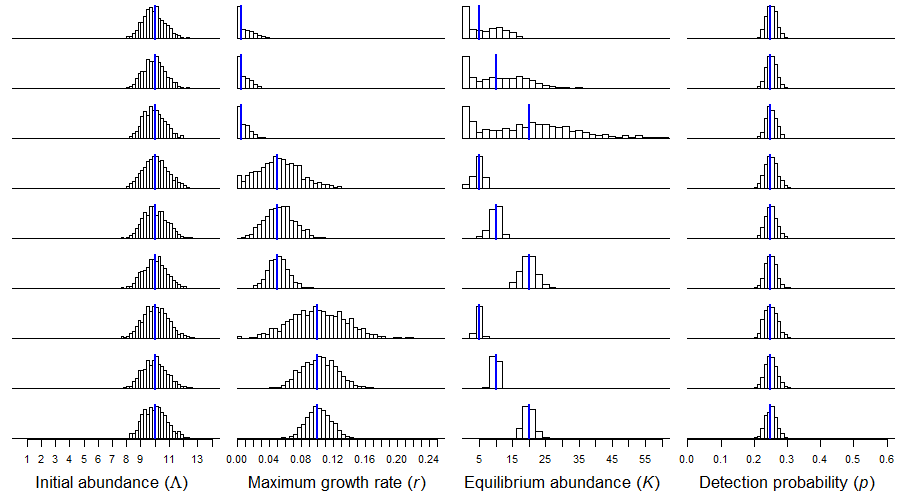 1 2 3 4 5 6 7 8 9 11 13
0.00 0.04 0.08 0.12 0.16 0.20 0.24
5 15 25 35 45 55
0.0 0.1 0.2 0.3 0.4 0.5 0.6
Initial abundance (Λ)
Maximum growth rate (r)
Equilibrium abundance (K)
Detection probability (p)